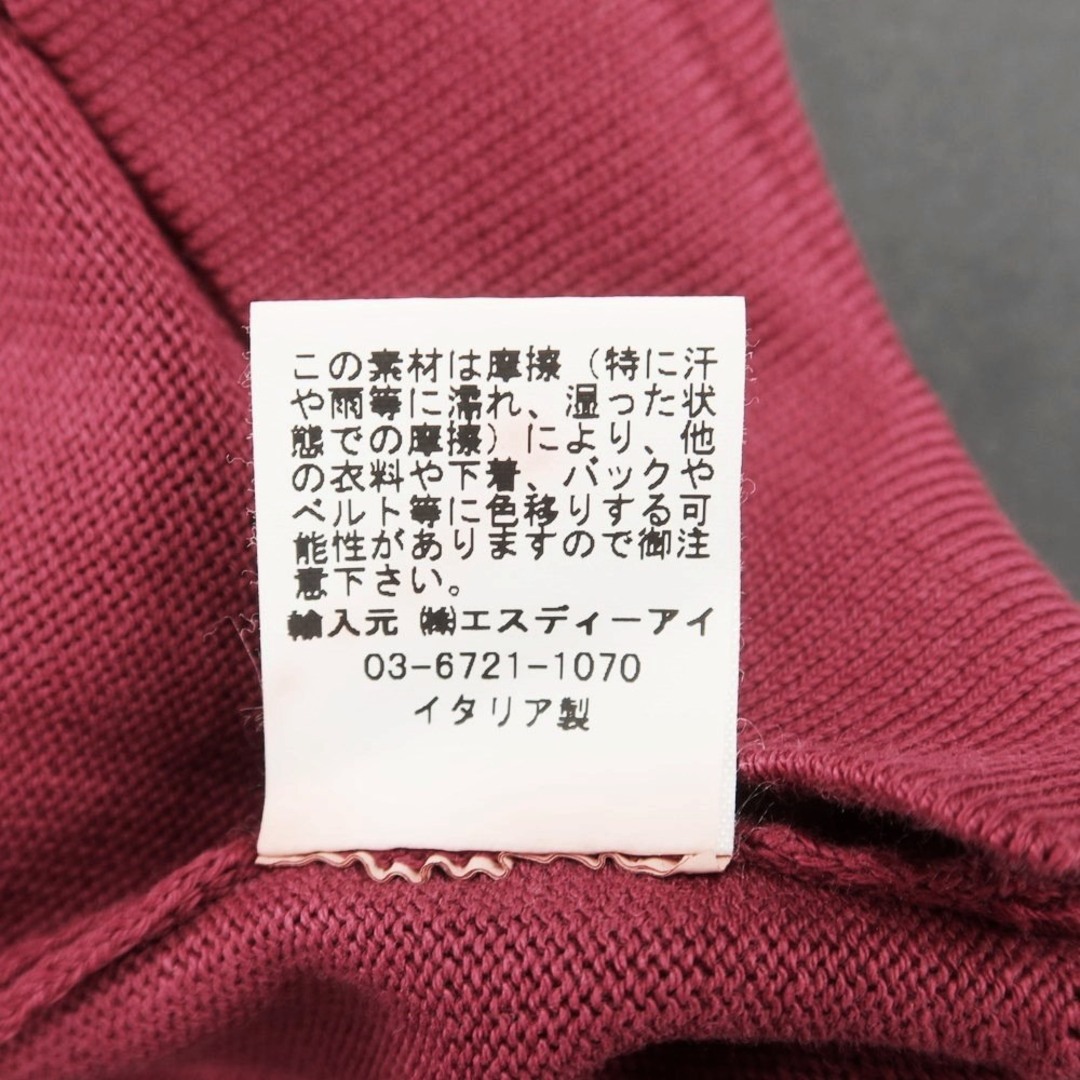 この素材は摩擦（特に汗
や雨等に濡れ、湿った状
態での摩擦）により、他
の衣料や下着、バックや
ベルト等に色移りする可
能性がありますので御注
意下さい。
輸入元 ㈱エスディーアイ
03-6721-1070
イタリア製